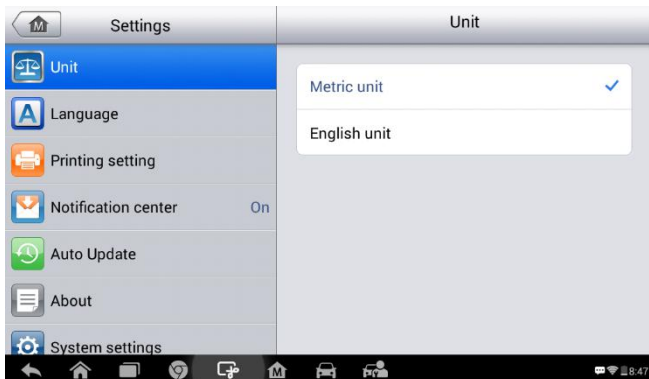 M
Settings
Unit
Unit
Metric unit
English unit
A
Language
Printing setting
Notification center On
Auto Update
About
System settings
M
8:47